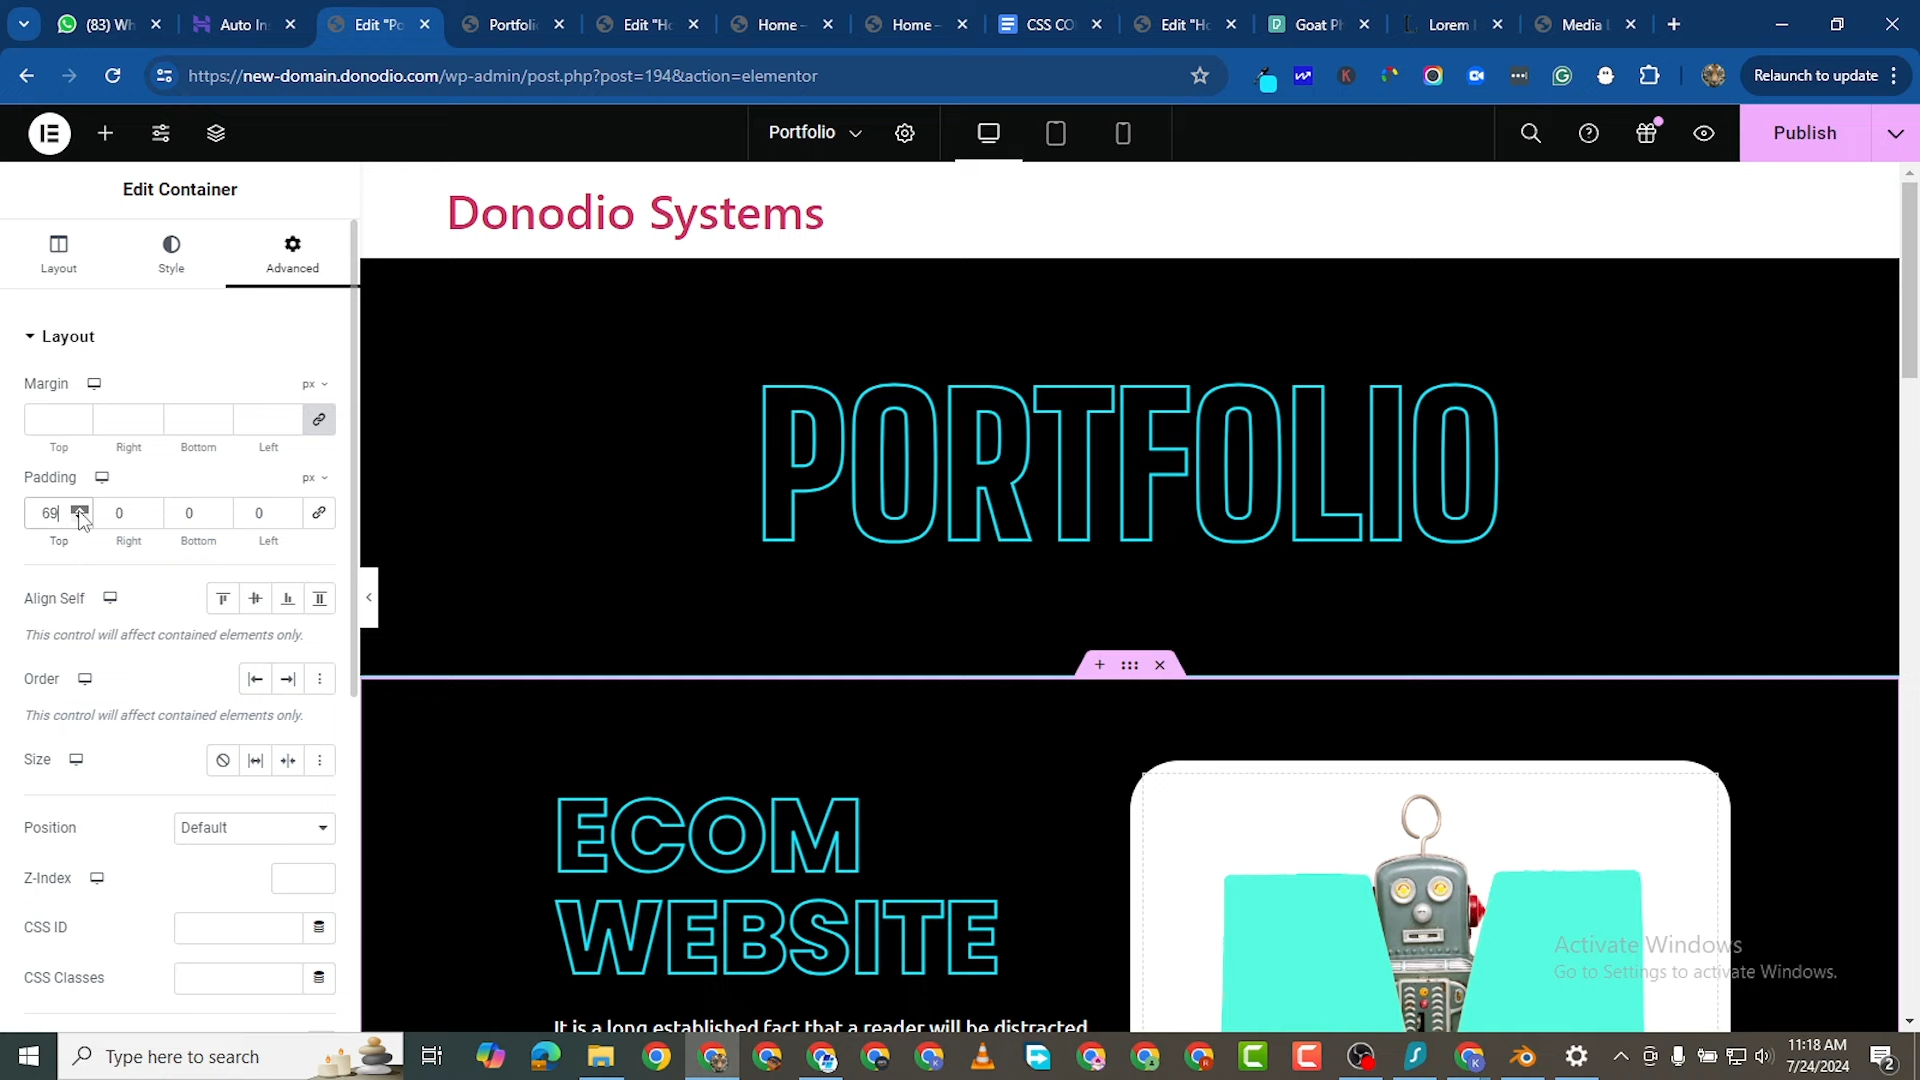 (83) Wh
Auto In
Edit "Po
Portfoli
Edit "Ho
Home –
Home –
CSS CO
Edit "Ho
Goat Ph
Lorem I
Media L
https://new-domain.donodio.com/wp-admin/post.php?post=194&action=elementor
Relaunch to update
Portfolio
Publish
Edit Container
Layout
Style
Advanced
Layout
Margin
px
Top Right Bottom Left
Padding
px
69 0 0 0
Top Right Bottom Left
Align Self
This control will affect contained elements only.
Order
This control will affect contained elements only.
Size
Position
Default
Z-Index
CSS ID
CSS Classes
Donodio Systems
PORTFOLIO
ECOM
WEBSITE
It is a long established fact that a reader will be distracted
Activate Windows
Go to Settings to activate Windows.
Type here to search
11:18 AM
7/24/2024
2